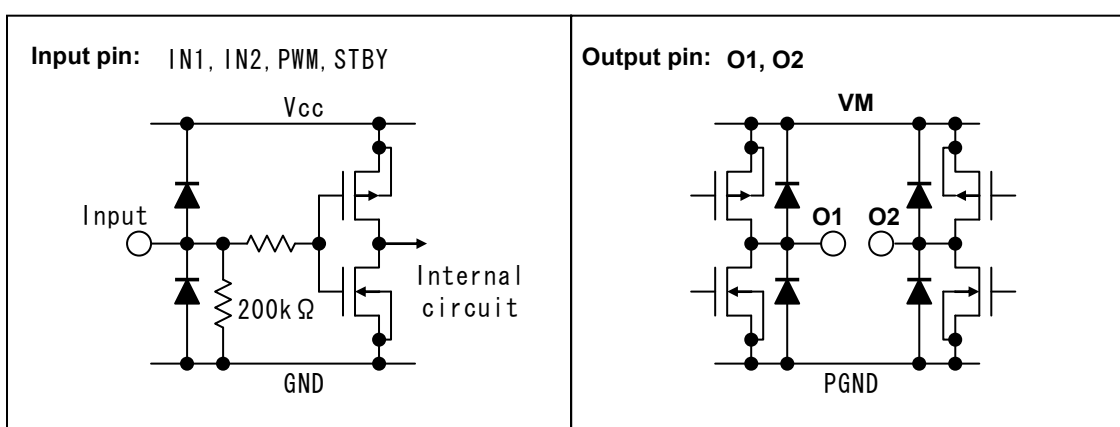 Input pin: IN1, IN2, PWM, STBY
Vcc
Input
200kΩ
Internal
circuit
GND
Output pin: O1, O2
VM
O1 O2
PGND